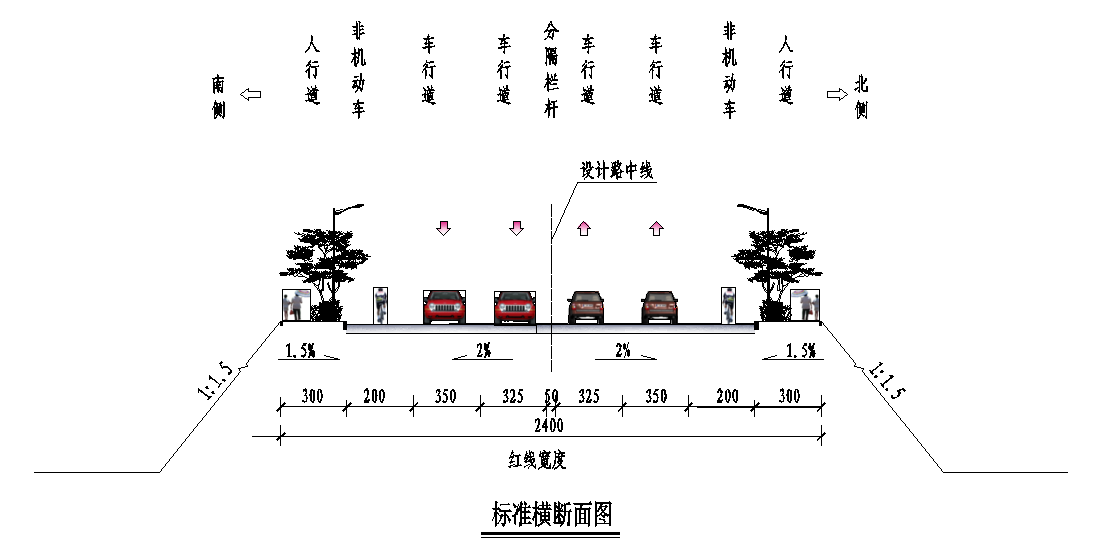 南侧
人行道
非机动车
车行道
车行道
分隔栏杆
车行道
车行道
非机动车
人行道
北侧
设计路中线
1.5%
2%
2%
1.5%
1:1.5
1:1.5
300
200
350
325
50
325
350
200
300
2400
红线宽度
标准横断面图